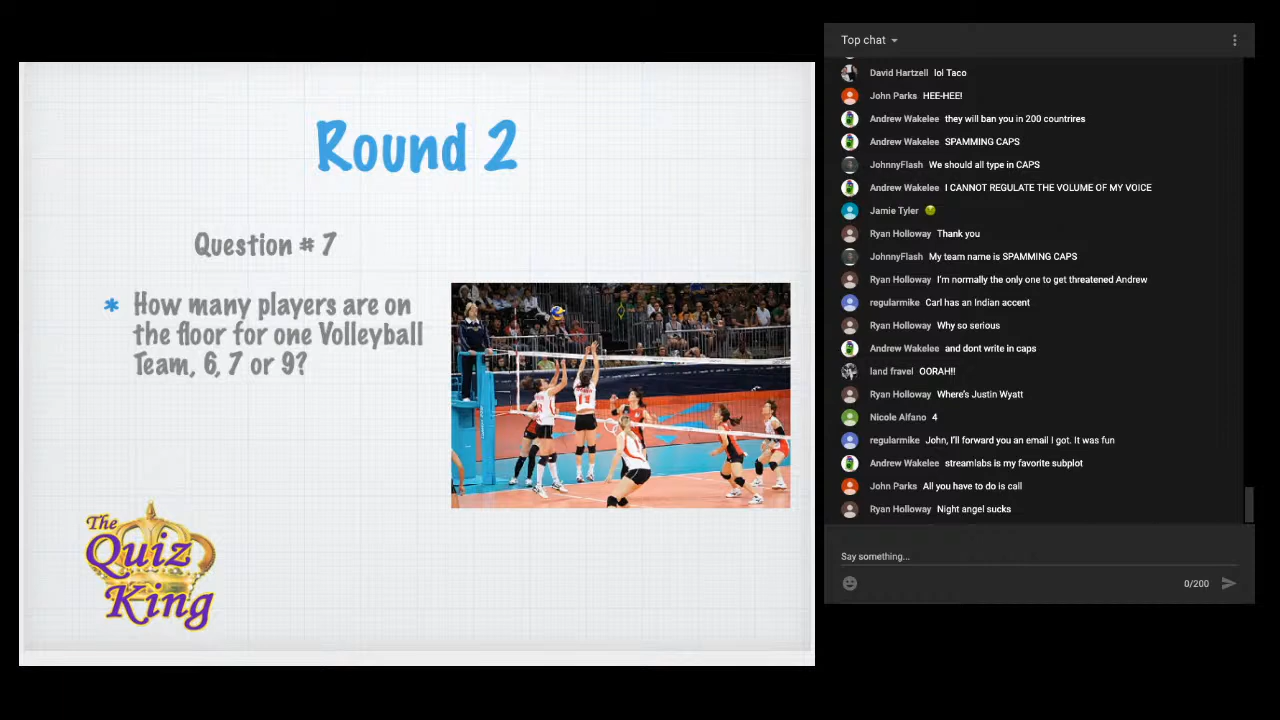 Round 2
Question # 7
* How many players are on
the floor for one Volleyball
Team, 6, 7 or 9?
The
Quiz
King
Top chat
David Hartzell lol Taco
John Parks HEE-HEE!
Andrew Wakelee they will ban you in 200 countrires
Andrew Wakelee SPAMMING CAPS
JohnnyFlash We should all type in CAPS
Andrew Wakelee I CANNOT REGULATE THE VOLUME OF MY VOICE
Jamie Tyler
Ryan Holloway Thank you
JohnnyFlash My team name is SPAMMING CAPS
Ryan Holloway I'm normally the only one to get threatened Andrew
regularmike Carl has an Indian accent
Ryan Holloway Why so serious
Andrew Wakelee and dont write in caps
land fravel OORAH!!
Ryan Holloway Where's Justin Wyatt
Nicole Alfano 4
regularmike John, I'll forward you an email I got. It was fun
Andrew Wakelee streamlabs is my favorite subplot
John Parks All you have to do is call
Ryan Holloway Night angel sucks
Say something...
0/200